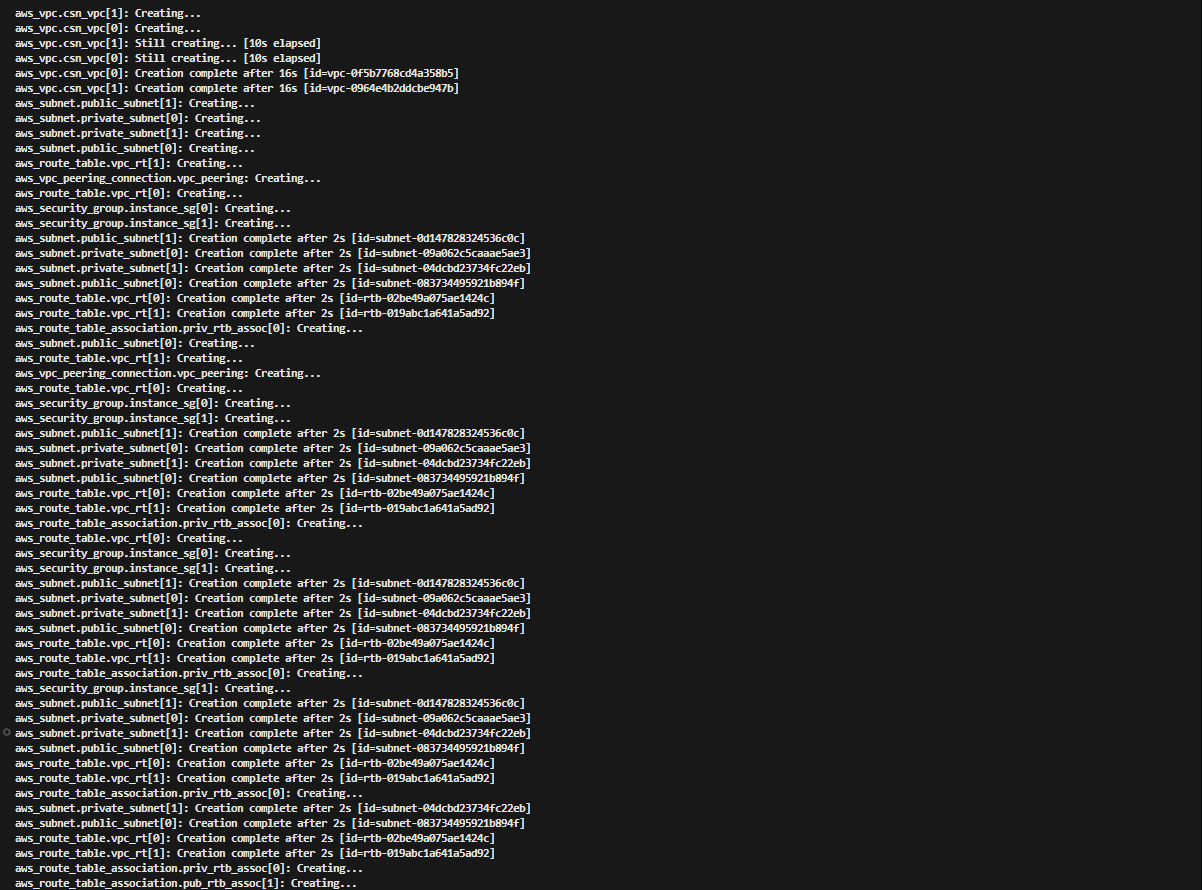 aws_vpc.csn_vpc[1]: Creating...
aws_vpc.csn_vpc[0]: Creating...
aws_vpc.csn_vpc[1]: Still creating... [10s elapsed]
aws_vpc.csn_vpc[0]: Still creating... [10s elapsed]
aws_vpc.csn_vpc[0]: Creation complete after 16s [id=vpc-0f5b7768cd4a358b5]
aws_vpc.csn_vpc[1]: Creation complete after 16s [id=vpc-0964e4b2ddcbe947b]
aws_subnet.public_subnet[1]: Creating...
aws_subnet.private_subnet[0]: Creating...
aws_subnet.private_subnet[1]: Creating...
aws_subnet.public_subnet[0]: Creating...
aws_route_table.vpc_rt[1]: Creating...
aws_vpc_peering_connection.vpc_peering: Creating...
aws_route_table.vpc_rt[0]: Creating...
aws_security_group.instance_sg[0]: Creating...
aws_security_group.instance_sg[1]: Creating...
aws_subnet.public_subnet[1]: Creation complete after 2s [id=subnet-0d147828324536c0c]
aws_subnet.private_subnet[0]: Creation complete after 2s [id=subnet-09a062c5caaae5ae3]
aws_subnet.private_subnet[1]: Creation complete after 2s [id=subnet-04dcbd23734fc22eb]
aws_subnet.public_subnet[0]: Creation complete after 2s [id=subnet-083734495921b894f]
aws_route_table.vpc_rt[0]: Creation complete after 2s [id=rtb-02be49a075ae1424c]
aws_route_table.vpc_rt[1]: Creation complete after 2s [id=rtb-019abc1a641a5ad92]
aws_route_table_association.priv_rtb_assoc[0]: Creating...
aws_subnet.public_subnet[0]: Creating...
aws_route_table.vpc_rt[1]: Creating...
aws_vpc_peering_connection.vpc_peering: Creating...
aws_route_table.vpc_rt[0]: Creating...
aws_security_group.instance_sg[0]: Creating...
aws_security_group.instance_sg[1]: Creating...
aws_subnet.public_subnet[1]: Creation complete after 2s [id=subnet-0d147828324536c0c]
aws_subnet.private_subnet[0]: Creation complete after 2s [id=subnet-09a062c5caaae5ae3]
aws_subnet.private_subnet[1]: Creation complete after 2s [id=subnet-04dcbd23734fc22eb]
aws_subnet.public_subnet[0]: Creation complete after 2s [id=subnet-083734495921b894f]
aws_route_table.vpc_rt[0]: Creation complete after 2s [id=rtb-02be49a075ae1424c]
aws_route_table.vpc_rt[1]: Creation complete after 2s [id=rtb-019abc1a641a5ad92]
aws_route_table_association.priv_rtb_assoc[0]: Creating...
aws_route_table.vpc_rt[0]: Creating...
aws_security_group.instance_sg[0]: Creating...
aws_security_group.instance_sg[1]: Creating...
aws_subnet.public_subnet[1]: Creation complete after 2s [id=subnet-0d147828324536c0c]
aws_subnet.private_subnet[0]: Creation complete after 2s [id=subnet-09a062c5caaae5ae3]
aws_subnet.private_subnet[1]: Creation complete after 2s [id=subnet-04dcbd23734fc22eb]
aws_subnet.public_subnet[0]: Creation complete after 2s [id=subnet-083734495921b894f]
aws_route_table.vpc_rt[0]: Creation complete after 2s [id=rtb-02be49a075ae1424c]
aws_route_table.vpc_rt[1]: Creation complete after 2s [id=rtb-019abc1a641a5ad92]
aws_route_table_association.priv_rtb_assoc[0]: Creating...
aws_security_group.instance_sg[1]: Creating...
aws_subnet.public_subnet[1]: Creation complete after 2s [id=subnet-0d147828324536c0c]
aws_subnet.private_subnet[0]: Creation complete after 2s [id=subnet-09a062c5caaae5ae3]
aws_subnet.private_subnet[1]: Creation complete after 2s [id=subnet-04dcbd23734fc22eb]
aws_subnet.public_subnet[0]: Creation complete after 2s [id=subnet-083734495921b894f]
aws_route_table.vpc_rt[0]: Creation complete after 2s [id=rtb-02be49a075ae1424c]
aws_route_table.vpc_rt[1]: Creation complete after 2s [id=rtb-019abc1a641a5ad92]
aws_route_table_association.priv_rtb_assoc[0]: Creating...
aws_subnet.private_subnet[1]: Creation complete after 2s [id=subnet-04dcbd23734fc22eb]
aws_subnet.public_subnet[0]: Creation complete after 2s [id=subnet-083734495921b894f]
aws_route_table.vpc_rt[0]: Creation complete after 2s [id=rtb-02be49a075ae1424c]
aws_route_table.vpc_rt[1]: Creation complete after 2s [id=rtb-019abc1a641a5ad92]
aws_route_table_association.priv_rtb_assoc[0]: Creating...
aws_route_table_association.pub_rtb_assoc[1]: Creating...